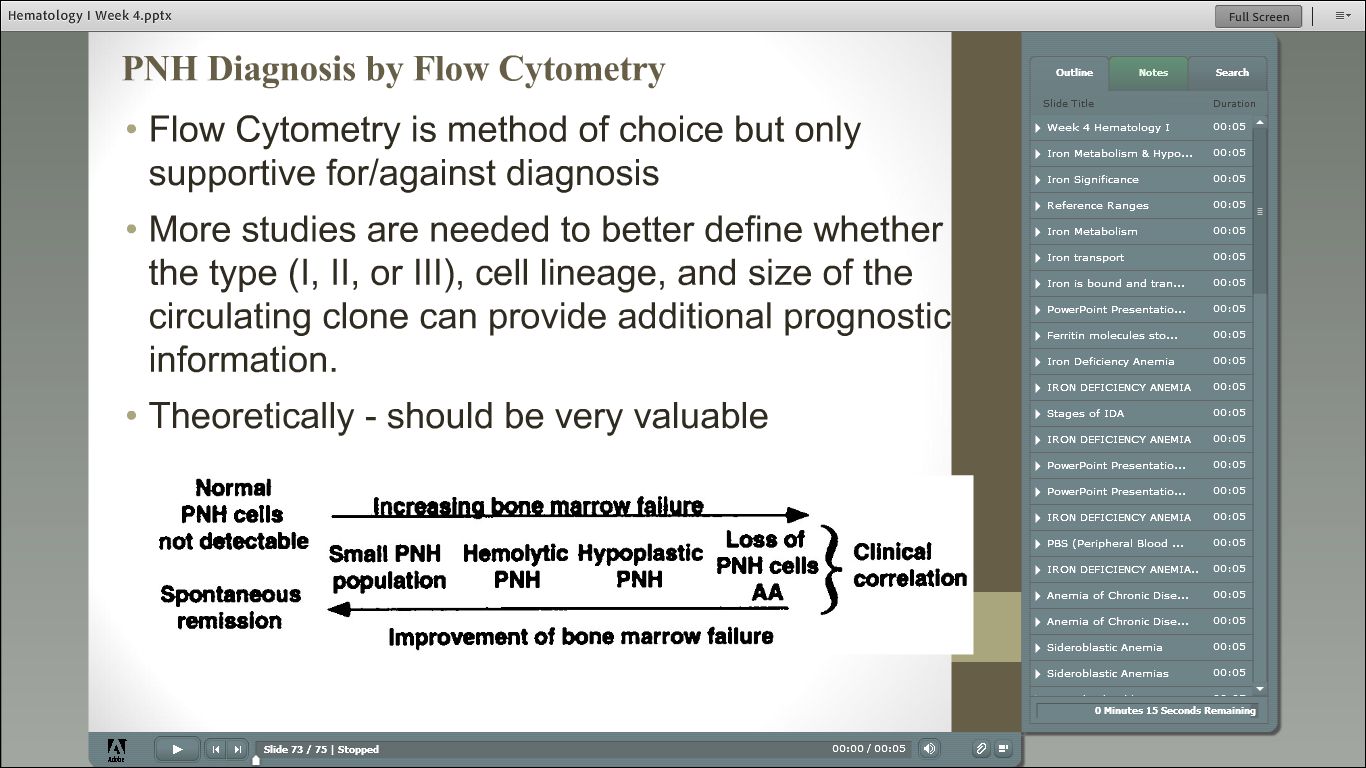 Hematology I Week 4.pptx
Full Screen
PNH Diagnosis by Flow Cytometry
• Flow Cytometry is method of choice but only
supportive for/against diagnosis
• More studies are needed to better define whether
the type (I, II, or III), cell lineage, and size of the
circulating clone can provide additional prognostic
information.
• Theoretically - should be very valuable
Normal
PNH cells
not detectable
Spontaneous
remission
Increasing bone marrow failure
Small PNH
population
Hemolytic
PNH
Hypoplastic
PNH
Loss of
PNH cells
AA
Clinical
correlation
Improvement of bone marrow failure
Outline Notes Search
Slide Title Duration
Week 4 Hematology I 00:05
Iron Metabolism & Hypo... 00:05
Iron Significance 00:05
Reference Ranges 00:05
Iron Metabolism 00:05
Iron transport 00:05
Iron is bound and tran... 00:05
PowerPoint Presentatio... 00:05
Ferritin molecules sto... 00:05
Iron Deficiency Anemia 00:05
IRON DEFICIENCY ANEMIA 00:05
Stages of IDA 00:05
IRON DEFICIENCY ANEMIA 00:05
PowerPoint Presentatio... 00:05
PowerPoint Presentatio... 00:05
IRON DEFICIENCY ANEMIA 00:05
PBS (Peripheral Blood ... 00:05
IRON DEFICIENCY ANEMIA.. 00:05
Anemia of Chronic Dise... 00:05
Anemia of Chronic Dise... 00:05
Sideroblastic Anemia 00:05
Sideroblastic Anemias 00:05
0 Minutes 15 Seconds Remaining
Adobe
Slide 73 / 75 | Stopped
00:00 / 00:05